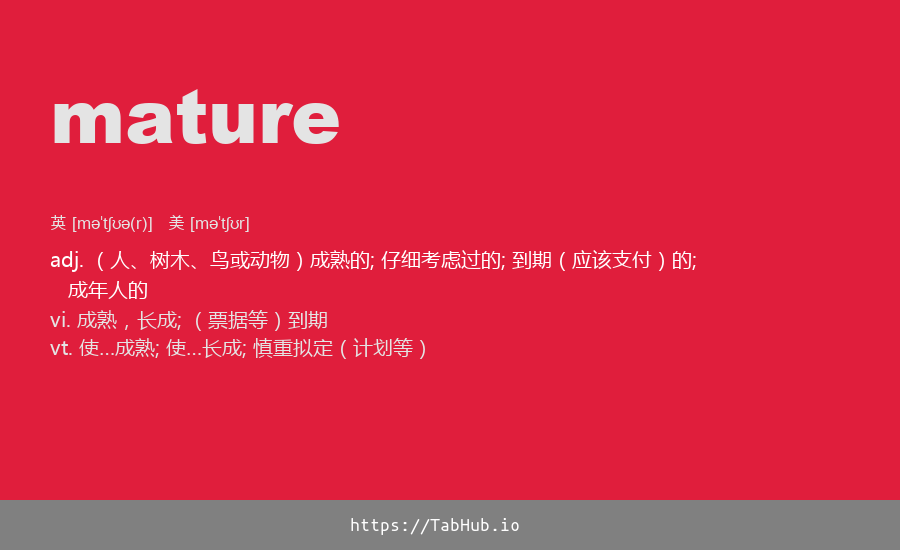 mature
英 [məˈtʃʊə(r)] 美 [məˈtʃʊr]
adj. （人、树木、鸟或动物）成熟的; 仔细考虑过的; 到期（应该支付）的;
成年人的
vi. 成熟，长成; （票据等）到期
vt. 使…成熟; 使…长成; 慎重拟定（计划等）
https://TabHub.io